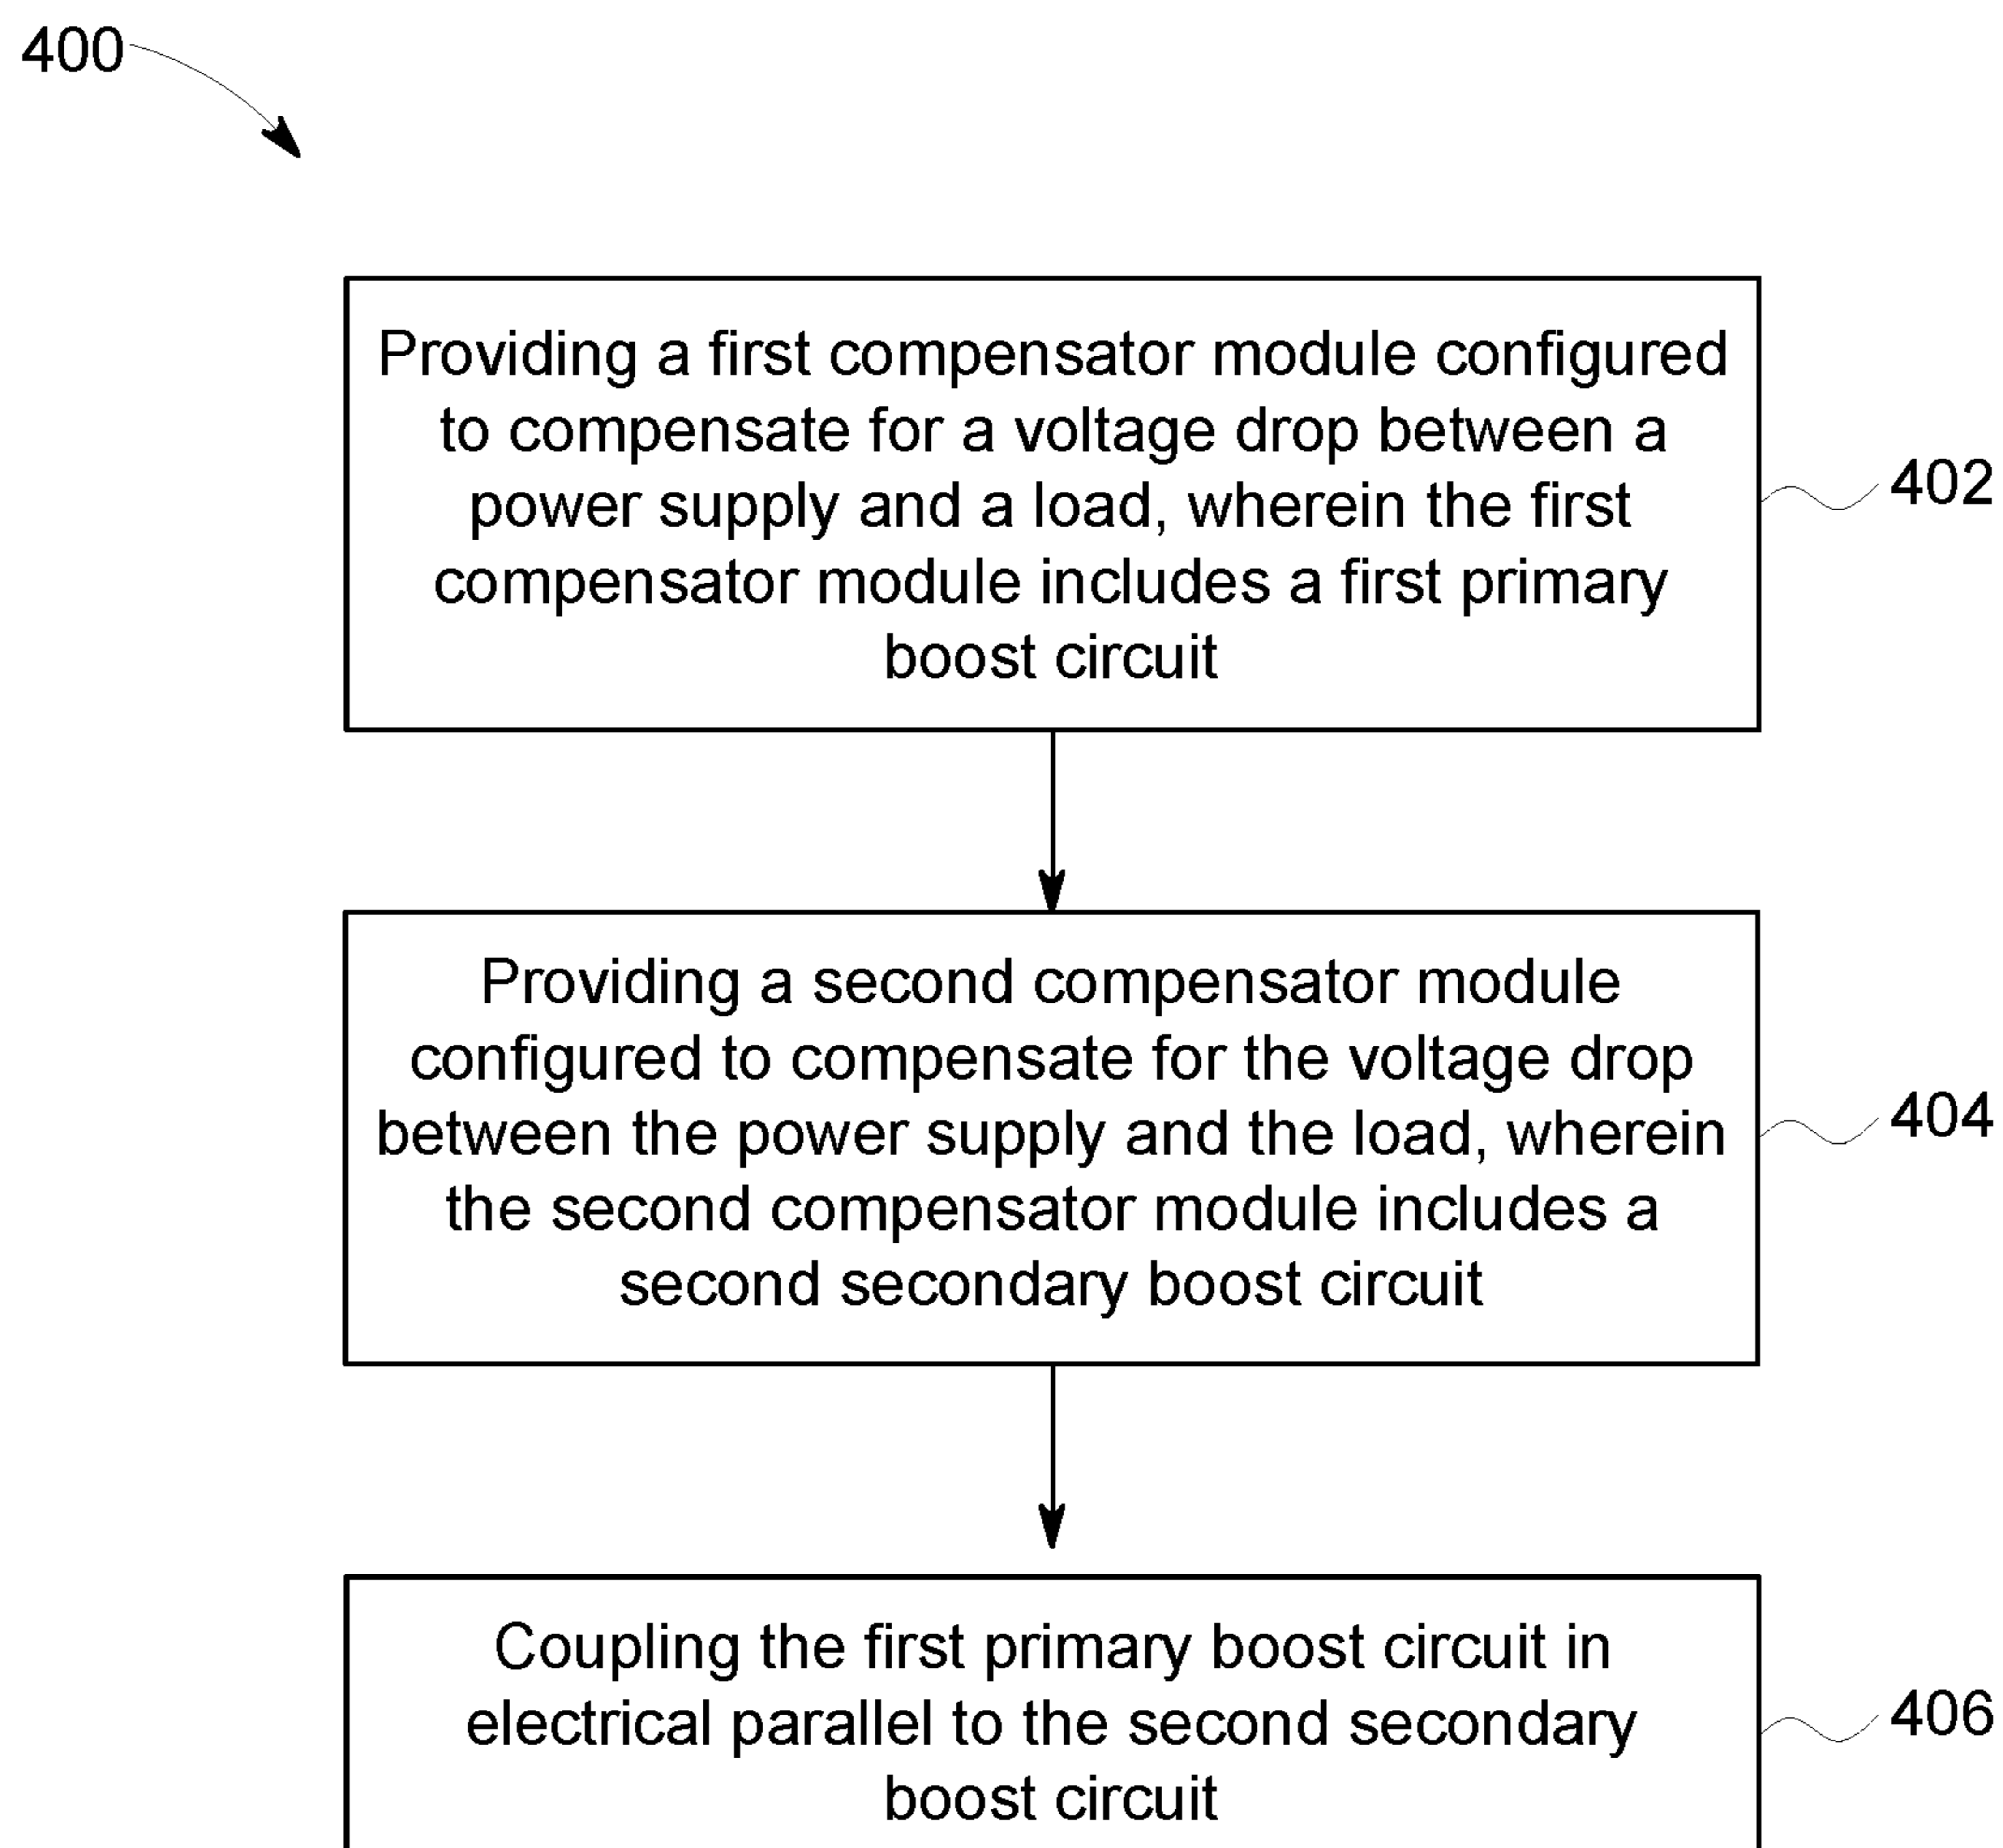 400
Providing a first compensator module configured
to compensate for a voltage drop between a
power supply and a load, wherein the first
compensator module includes a first primary
boost circuit
402
Providing a second compensator module
configured to compensate for the voltage drop
between the power supply and the load, wherein
the second compensator module includes a
second secondary boost circuit
404
Coupling the first primary boost circuit in
electrical parallel to the second secondary
boost circuit
406